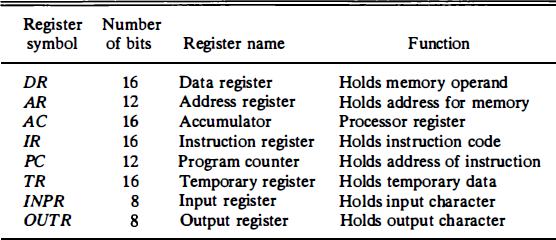 Register Number
symbol of bits Register name Function
DR 16 Data register Holds memory operand
AR 12 Address register Holds address for memory
AC 16 Accumulator Processor register
IR 16 Instruction register Holds instruction code
PC 12 Program counter Holds address of instruction
TR 16 Temporary register Holds temporary data
INPR 8 Input register Holds input character
OUTR 8 Output register Holds output character